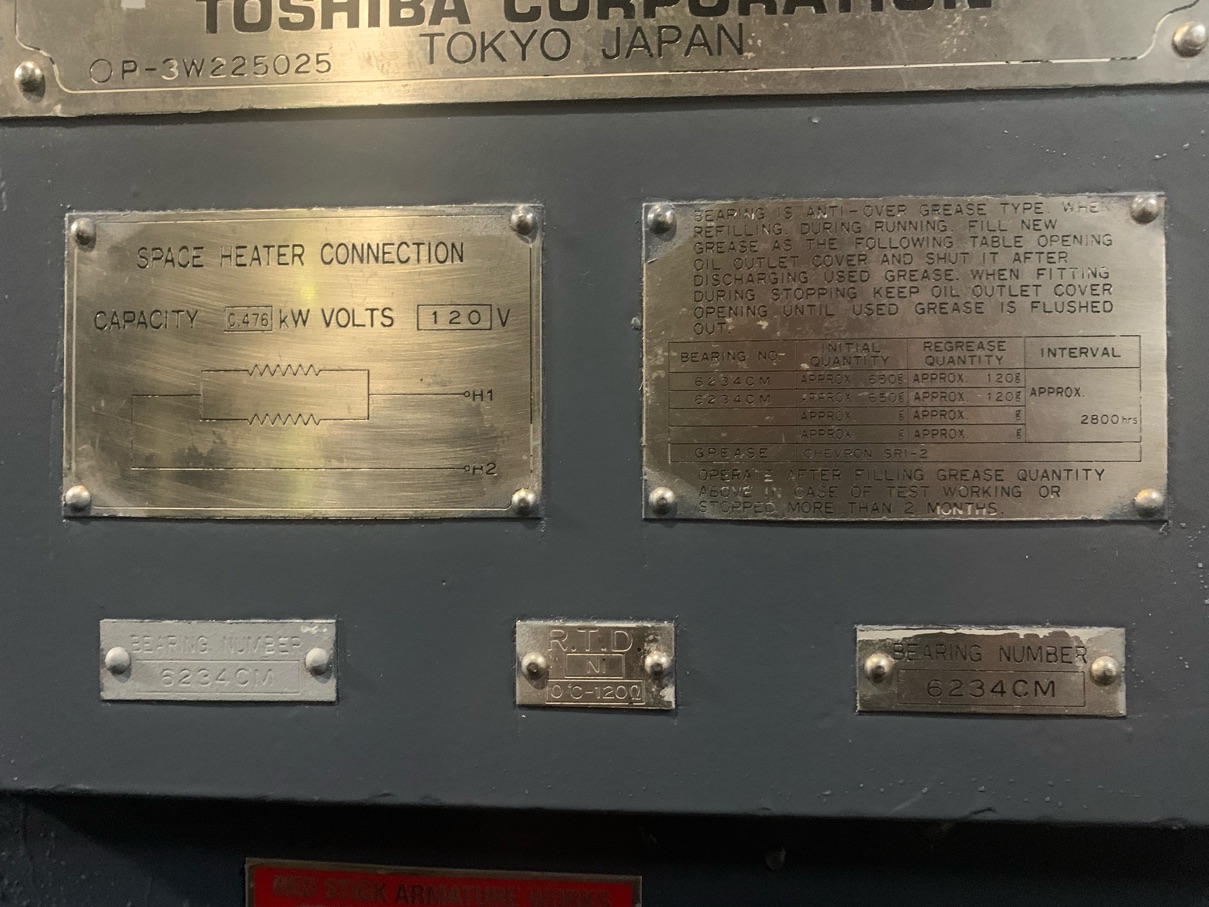 TOSHIBA CORPORATION
TOKYO JAPAN
OP-3W225025
SPACE HEATER CONNECTION
CAPACITY 0.476 kW VOLTS 120 V
H1
H2
BEARING IS ANTI-OVER GREASE TYPE. WHEN
REFILLING. DURING RUNNING. FILL NEW
GREASE AS THE FOLLOWING TABLE OPENING
OIL OUTLET COVER AND SHUT IT AFTER
DISCHARGING USED GREASE. WHEN FITTING
DURING STOPPING KEEP OIL OUTLET COVER
OPENING UNTIL USED GREASE IS FLUSHED
OUT.
BEARING NO- INITIAL QUANTITY REGREASE QUANTITY INTERVAL
6234CM APPROX. 650g APPROX. 120g
6234CM APPROX. 650g APPROX. 120g APPROX.
APPROX. g APPROX. g 2800hrs
APPROX. g APPROX. g
GREASE CHEVRON SRI-2
OPERATE AFTER FILLING GREASE QUANTITY
ABOVE IN CASE OF TEST WORKING OR
STOPPED MORE THAN 2 MONTHS.
BEARING NUMBER
6234CM
R.T.D
Ni
0°C-120Ω
BEARING NUMBER
6234CM
RED STICK ARMATURE WORKS